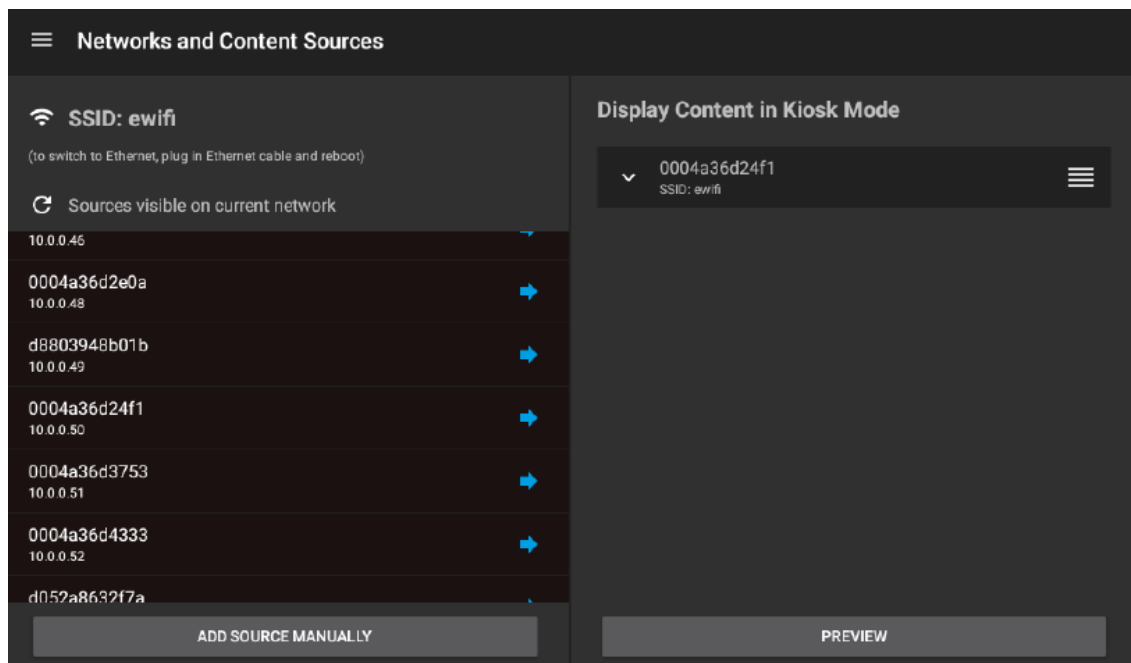 Networks and Content Sources
SSID: ewifi
(to switch to Ethernet, plug in Ethernet cable and reboot)
Sources visible on current network
10.0.0.46
0004a36d2e0a
10.0.0.48
d8803948b01b
10.0.0.49
0004a36d24f1
10.0.0.50
0004a36d3753
10.0.0.51
0004a36d4333
10.0.0.52
d052a8632f7a
ADD SOURCE MANUALLY
Display Content in Kiosk Mode
0004a36d24f1
SSID: ewifi
PREVIEW